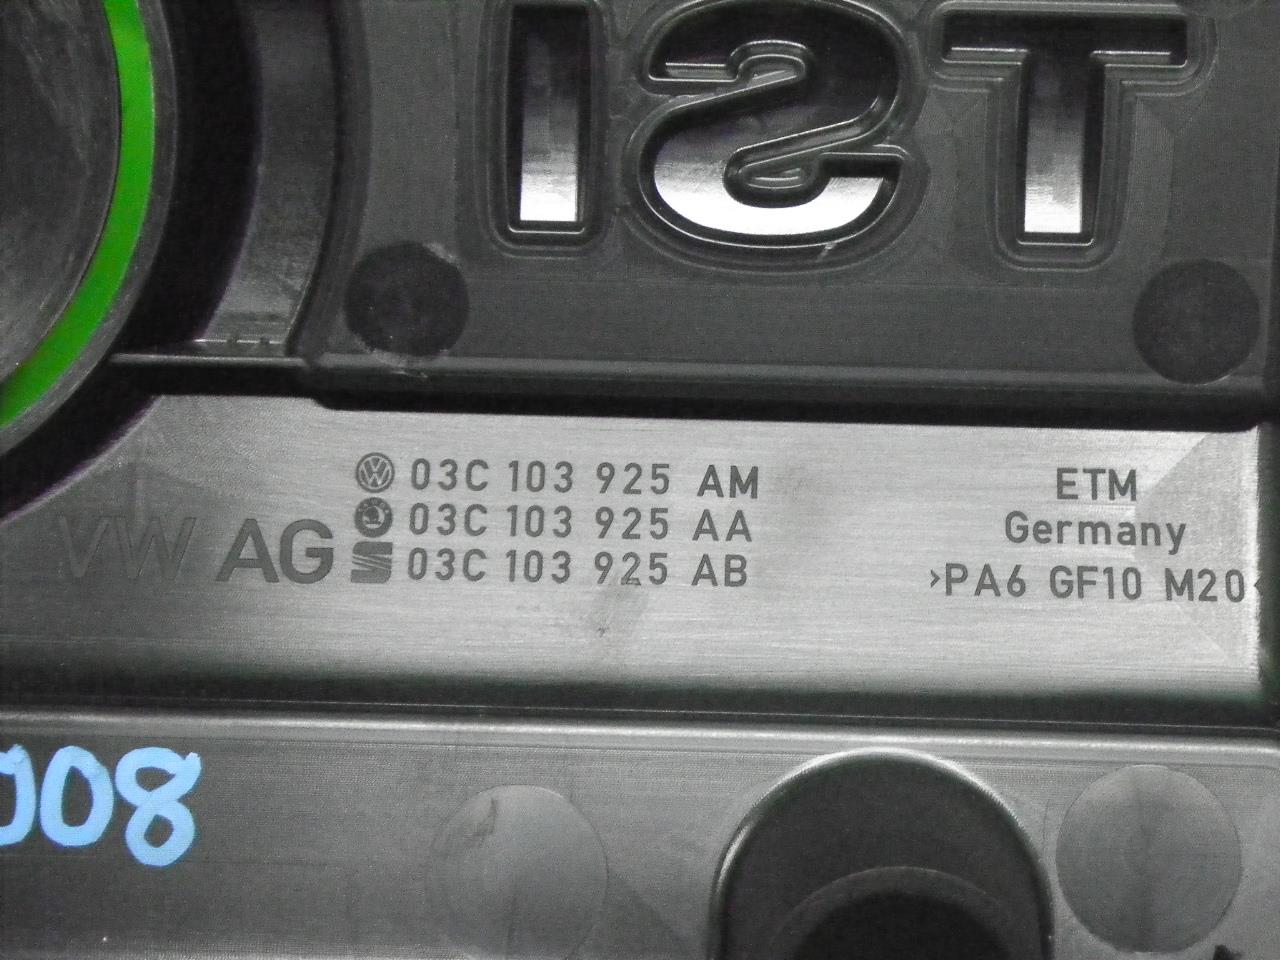 TSI
03C 103 925 AM
03C 103 925 AA
VW AG 03C 103 925 AB
ETM
Germany
>PA6 GF10 M20<
008